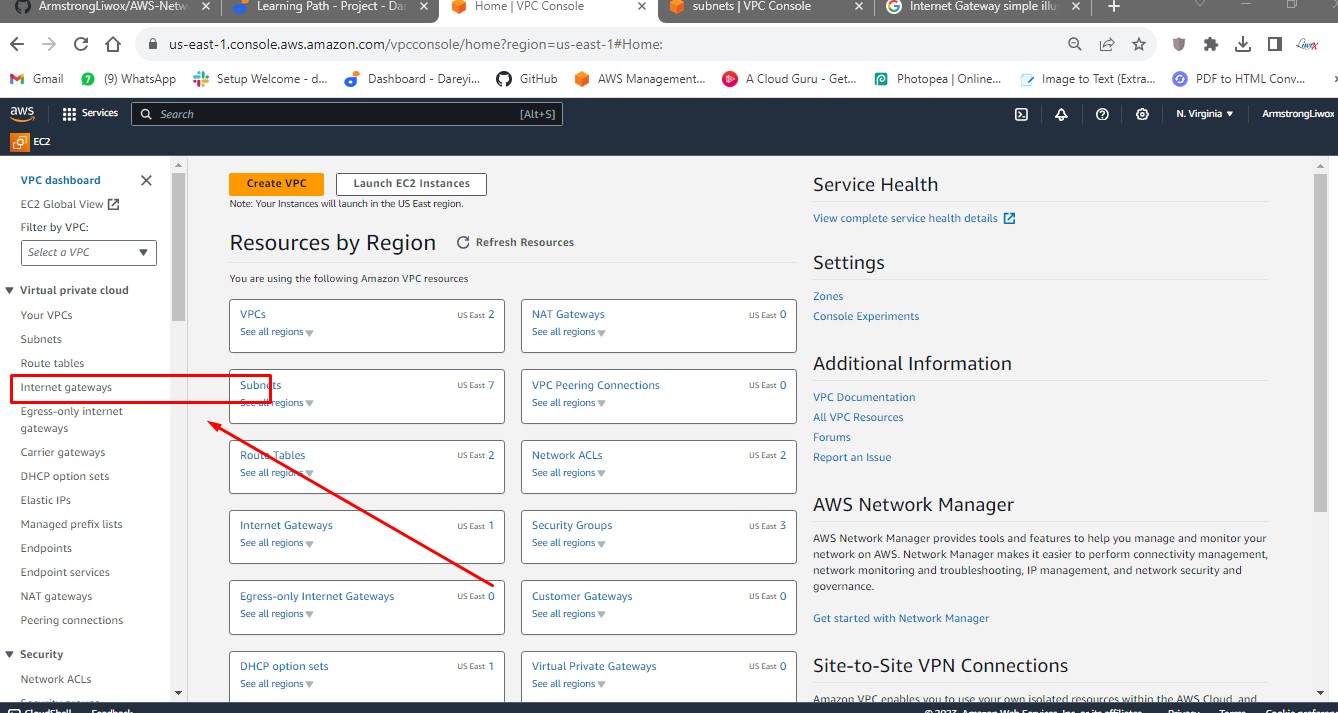 ArmstrongLiwox/AWS-Netw
Learning Path - Project - Da
Home | VPC Console
subnets | VPC Console
Internet Gateway simple illu
us-east-1.console.aws.amazon.com/vpcconsole/home?region=us-east-1#Home:
Gmail
(9) WhatsApp
Setup Welcome - d...
Dashboard - Dareyi...
GitHub
AWS Management...
A Cloud Guru - Get...
Photopea | Online...
Image to Text (Extra...
PDF to HTML Conv...
aws
Services
Search
[Alt+S]
N. Virginia
ArmstrongLiwox
EC2
VPC dashboard
EC2 Global View
Filter by VPC:
Select a VPC
Virtual private cloud
Your VPCs
Subnets
Route tables
Internet gateways
Egress-only internet
gateways
Carrier gateways
DHCP option sets
Elastic IPs
Managed prefix lists
Endpoints
Endpoint services
NAT gateways
Peering connections
Security
Network ACLs
Security groups
Create VPC
Launch EC2 Instances
Note: Your Instances will launch in the US East region.
Resources by Region
Refresh Resources
You are using the following Amazon VPC resources
VPCs US East 2
See all regions
NAT Gateways US East 0
See all regions
Subnets US East 7
See all regions
VPC Peering Connections US East 0
See all regions
Route Tables US East 2
See all regions
Network ACLs US East 2
See all regions
Internet Gateways US East 1
See all regions
Security Groups US East 3
See all regions
Egress-only Internet Gateways US East 0
See all regions
Customer Gateways US East 0
See all regions
DHCP option sets US East 1
See all regions
Virtual Private Gateways US East 0
See all regions
Service Health
View complete service health details
Settings
Zones
Console Experiments
Additional Information
VPC Documentation
All VPC Resources
Forums
Report an Issue
AWS Network Manager
AWS Network Manager provides tools and features to help you manage and monitor your
network on AWS. Network Manager makes it easier to perform connectivity management,
network monitoring and troubleshooting, IP management, and network security and
governance.
Get started with Network Manager
Site-to-Site VPN Connections
Amazon VPC enables you to use your own isolated resources within the AWS Cloud, and
CloudShell
Feedback
© 2023, Amazon Web Services, Inc. or its affiliates.
Privacy
Terms
Cookie preferen